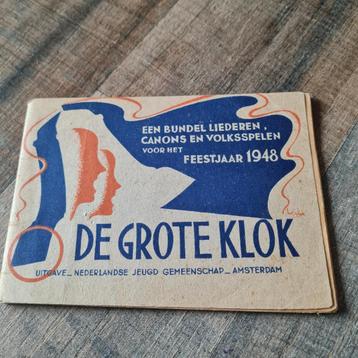 EEN BUNDEL LIEDEREN,
CANONS EN VOLKSSPELEN
VOOR HET
FEESTJAAR 1948
DE GROTE KLOK
UITGAVE_ NEDERLANDSE JEUGD GEMEENSCHAP_ AMSTERDAM